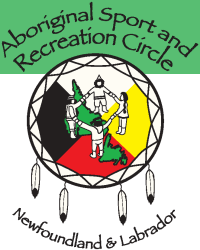 Aboriginal Sport and
Recreation Circle
Newfoundland & Labrador